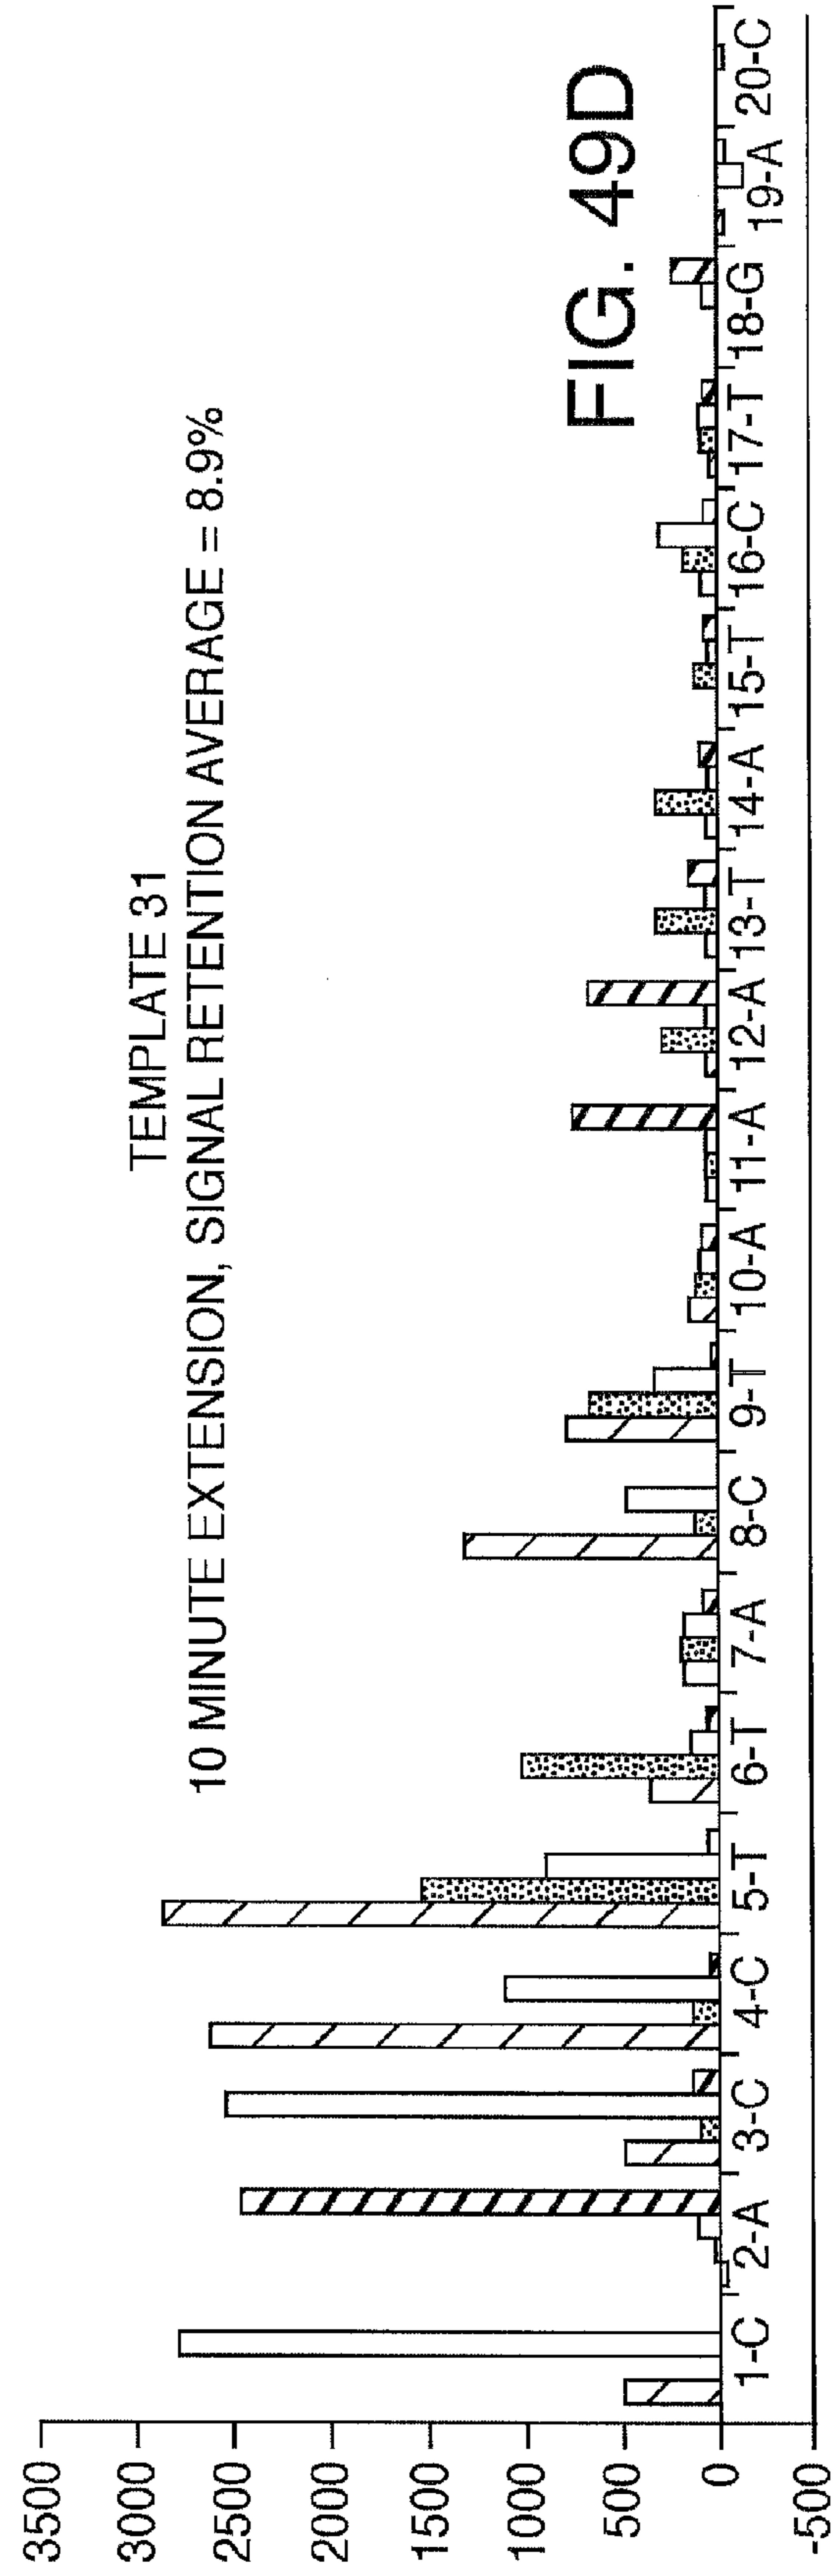 TEMPLATE 31
10 MINUTE EXTENSION, SIGNAL RETENTION AVERAGE = 8.9%
3500
3000
2500
2000
1500
1000
500
0
-500
1-C
2-A
3-C
4-C
5-T
6-T
7-A
8-C
9-T
10-A
11-A
12-A
13-T
14-A
15-T
16-C
17-T
18-G
19-A
20-C
FIG. 49D